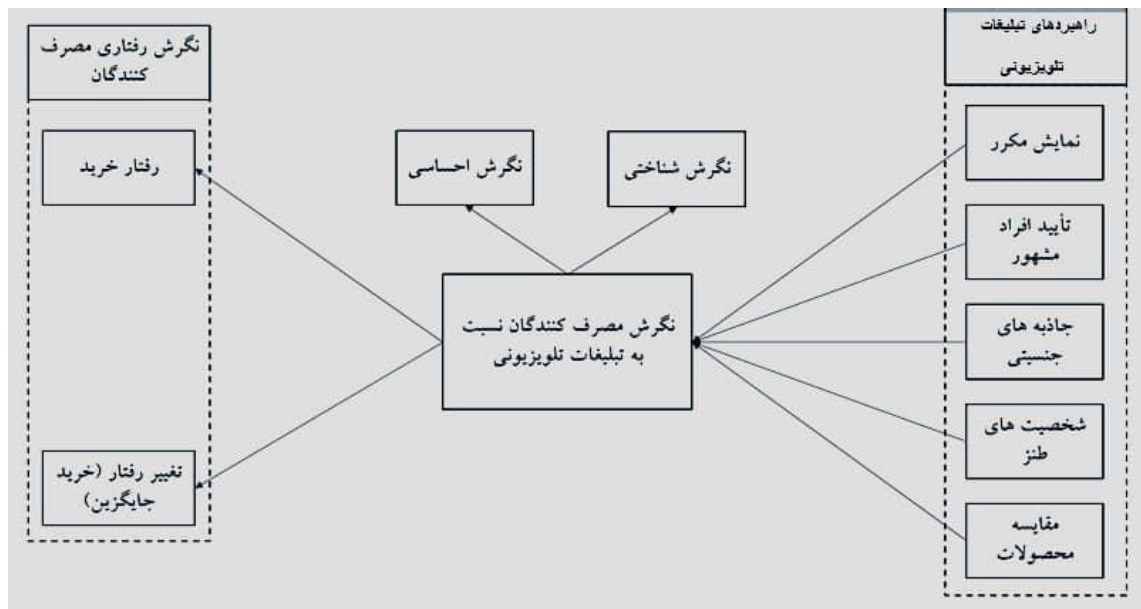 راهبردهای تبلیغات
تلویزیونی
نمایش مکرر
تأیید افراد
مشهور
جاذبه های
جنسیتی
شخصیت های
طنز
مقایسه
محصولات
نگرش شناختی
نگرش احساسی
نگرش مصرف کنندگان نسبت
به تبلیغات تلویزیونی
نگرش رفتاری مصرف
کنندگان
رفتار خرید
تغییر رفتار (خرید
جایگزین)